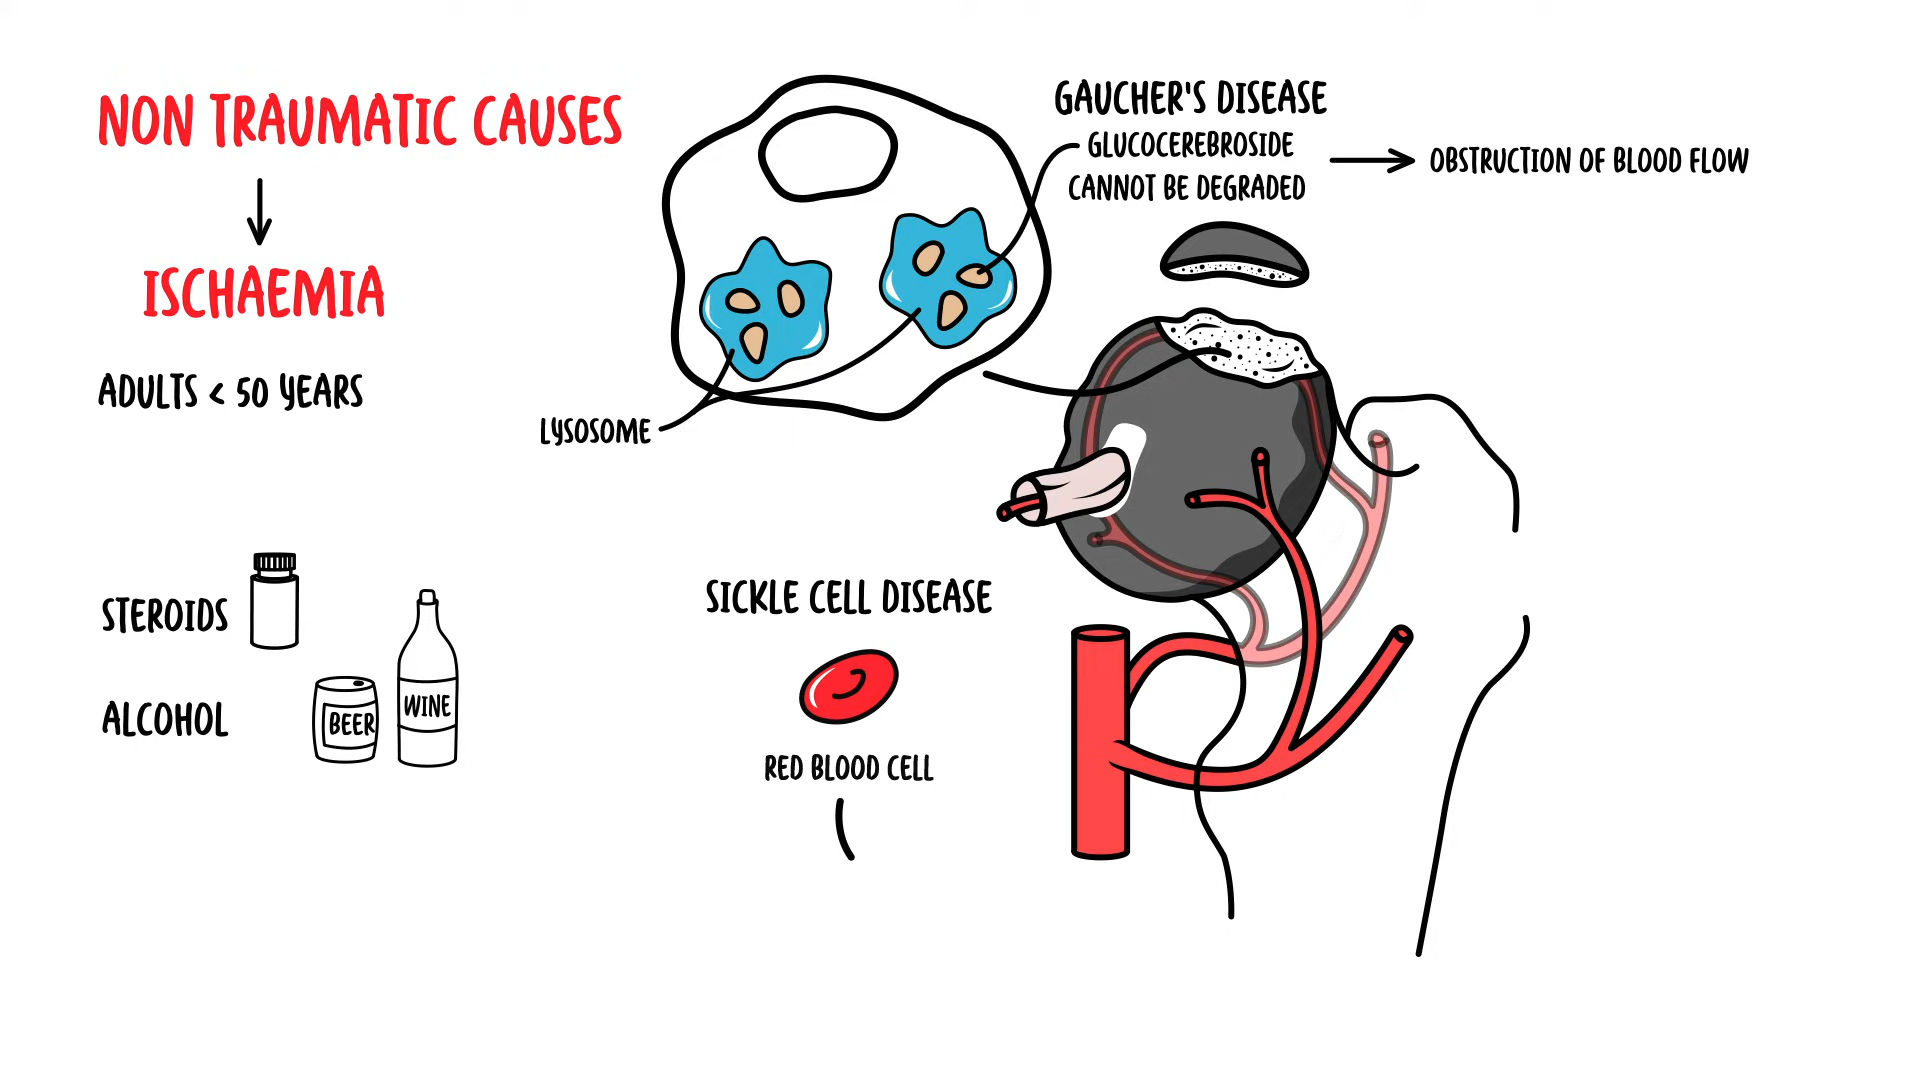 NON TRAUMATIC CAUSES
ISCHAEMIA
ADULTS < 50 YEARS
STEROIDS
ALCOHOL
BEER
WINE
LYSOSOME
GAUCHER'S DISEASE
GLUCOCEREBROSIDE
CANNOT BE DEGRADED
OBSTRUCTION OF BLOOD FLOW
SICKLE CELL DISEASE
RED BLOOD CELL